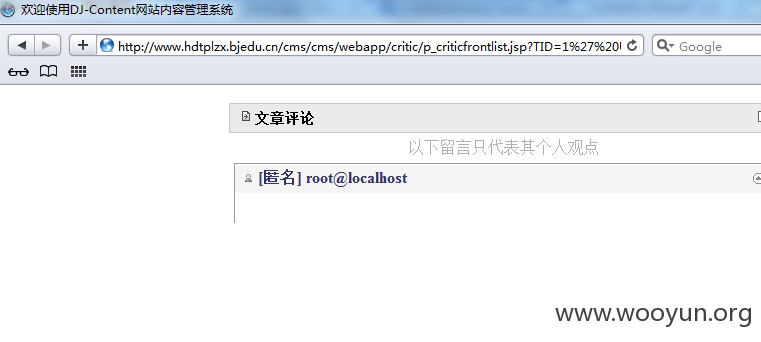 欢迎使用DJ-Content网站内容管理系统
http://www.hdtplzx.bjedu.cn/cms/cms/webapp/critic/p_criticfrontlist.jsp?TID=1%27%20
Google
文章评论
以下留言只代表其个人观点
[匿名] root@localhost
www.wooyun.org